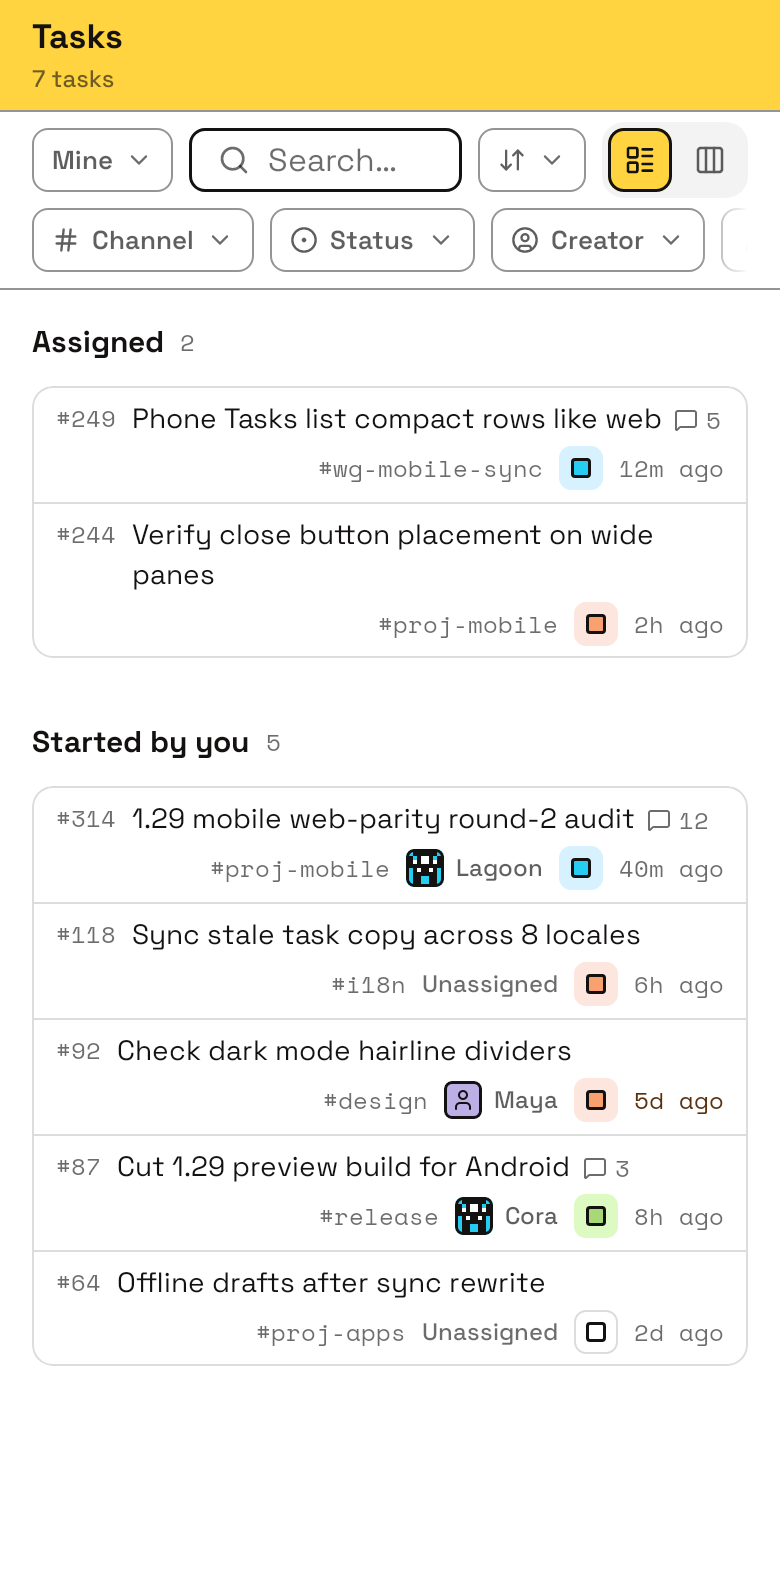 Tasks
7 tasks
Mine
Search...
Channel
Status
Creator
Assigned 2
#249 Phone Tasks list compact rows like web 5
#wg-mobile-sync 12m ago
#244 Verify close button placement on wide
panes
#proj-mobile 2h ago
Started by you 5
#314 1.29 mobile web-parity round-2 audit 12
#proj-mobile Lagoon 40m ago
#118 Sync stale task copy across 8 locales
#i18n Unassigned 6h ago
#92 Check dark mode hairline dividers
#design Maya 5d ago
#87 Cut 1.29 preview build for Android 3
#release Cora 8h ago
#64 Offline drafts after sync rewrite
#proj-apps Unassigned 2d ago